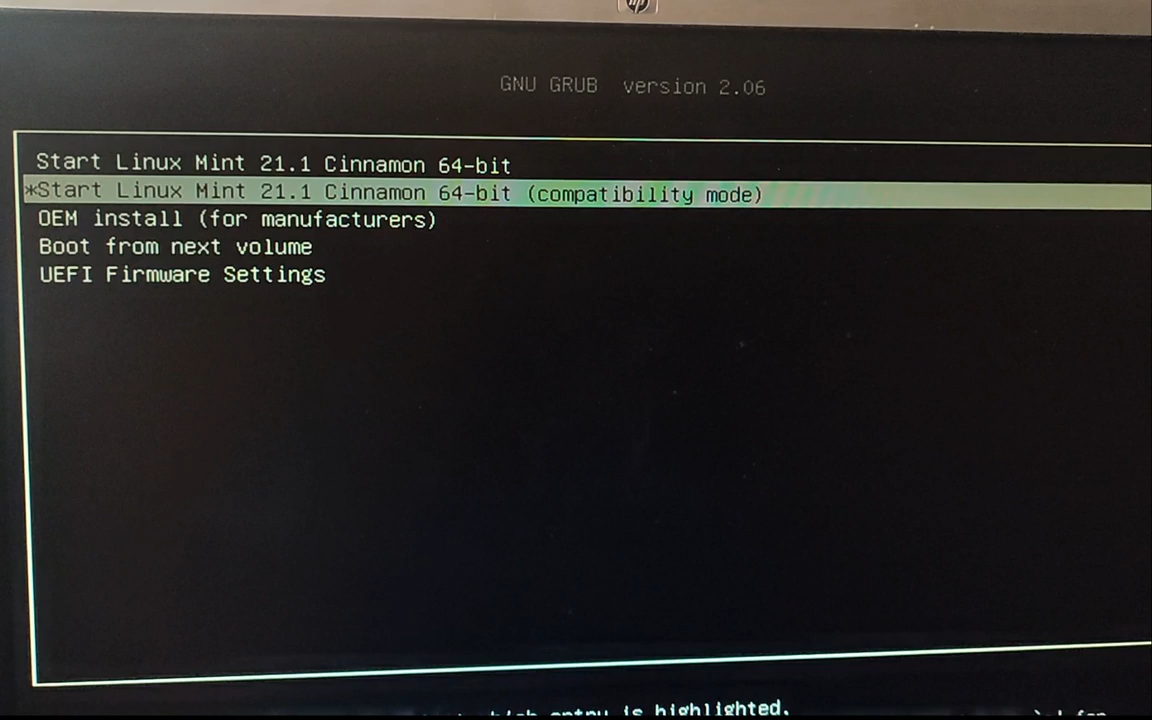 hp
GNU GRUB version 2.06
Start Linux Mint 21.1 Cinnamon 64-bit
*Start Linux Mint 21.1 Cinnamon 64-bit (compatibility mode)
OEM install (for manufacturers)
Boot from next volume
UEFI Firmware Settings
entry is highlighted.